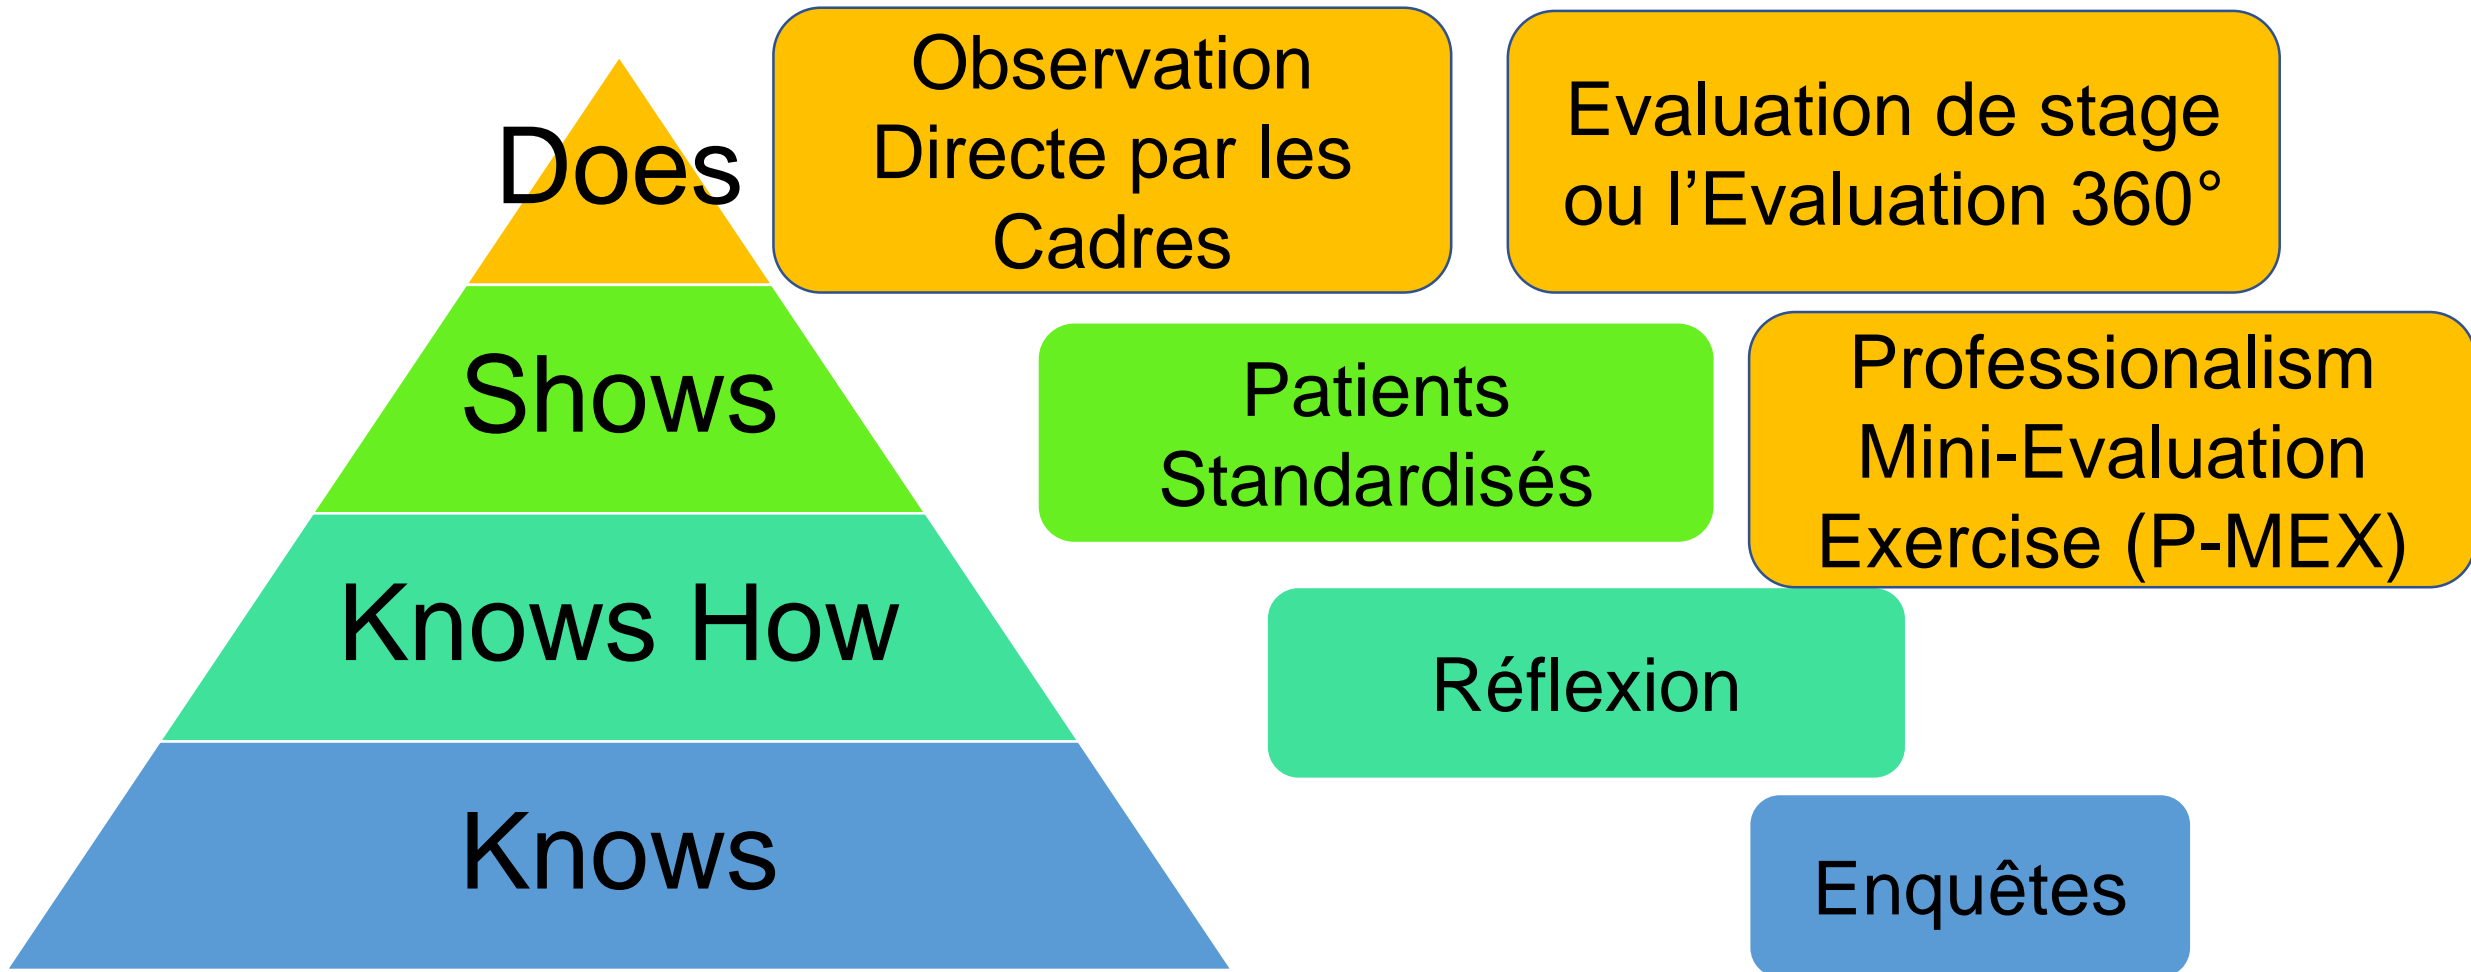 Does
Observation
Directe par les
Cadres
Evaluation de stage
ou l’Evaluation 360°
Shows
Patients
Standardisés
Professionalism
Mini-Evaluation
Exercise (P-MEX)
Knows How
Réflexion
Knows
Enquêtes